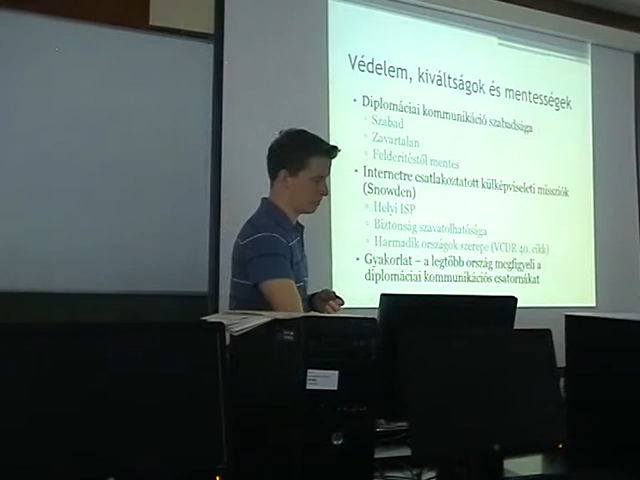 Védelem, kiváltságok és mentességek
• Diplomáciai kommunikáció szabadsága
▫ Szabad
▫ Zavartalan
▫ Felderítéstől mentes
• Internetre csatlakoztatott külképviseleti missziók
(Snowden)
▫ Helyi ISP
▫ Biztonság szavatolhatósága
▫ Harmadik országok szerepe (VCDR 40. cikk)
• Gyakorlat – a legtöbb ország megfigyeli a
diplomáciai kommunikációs csatornákat
hp